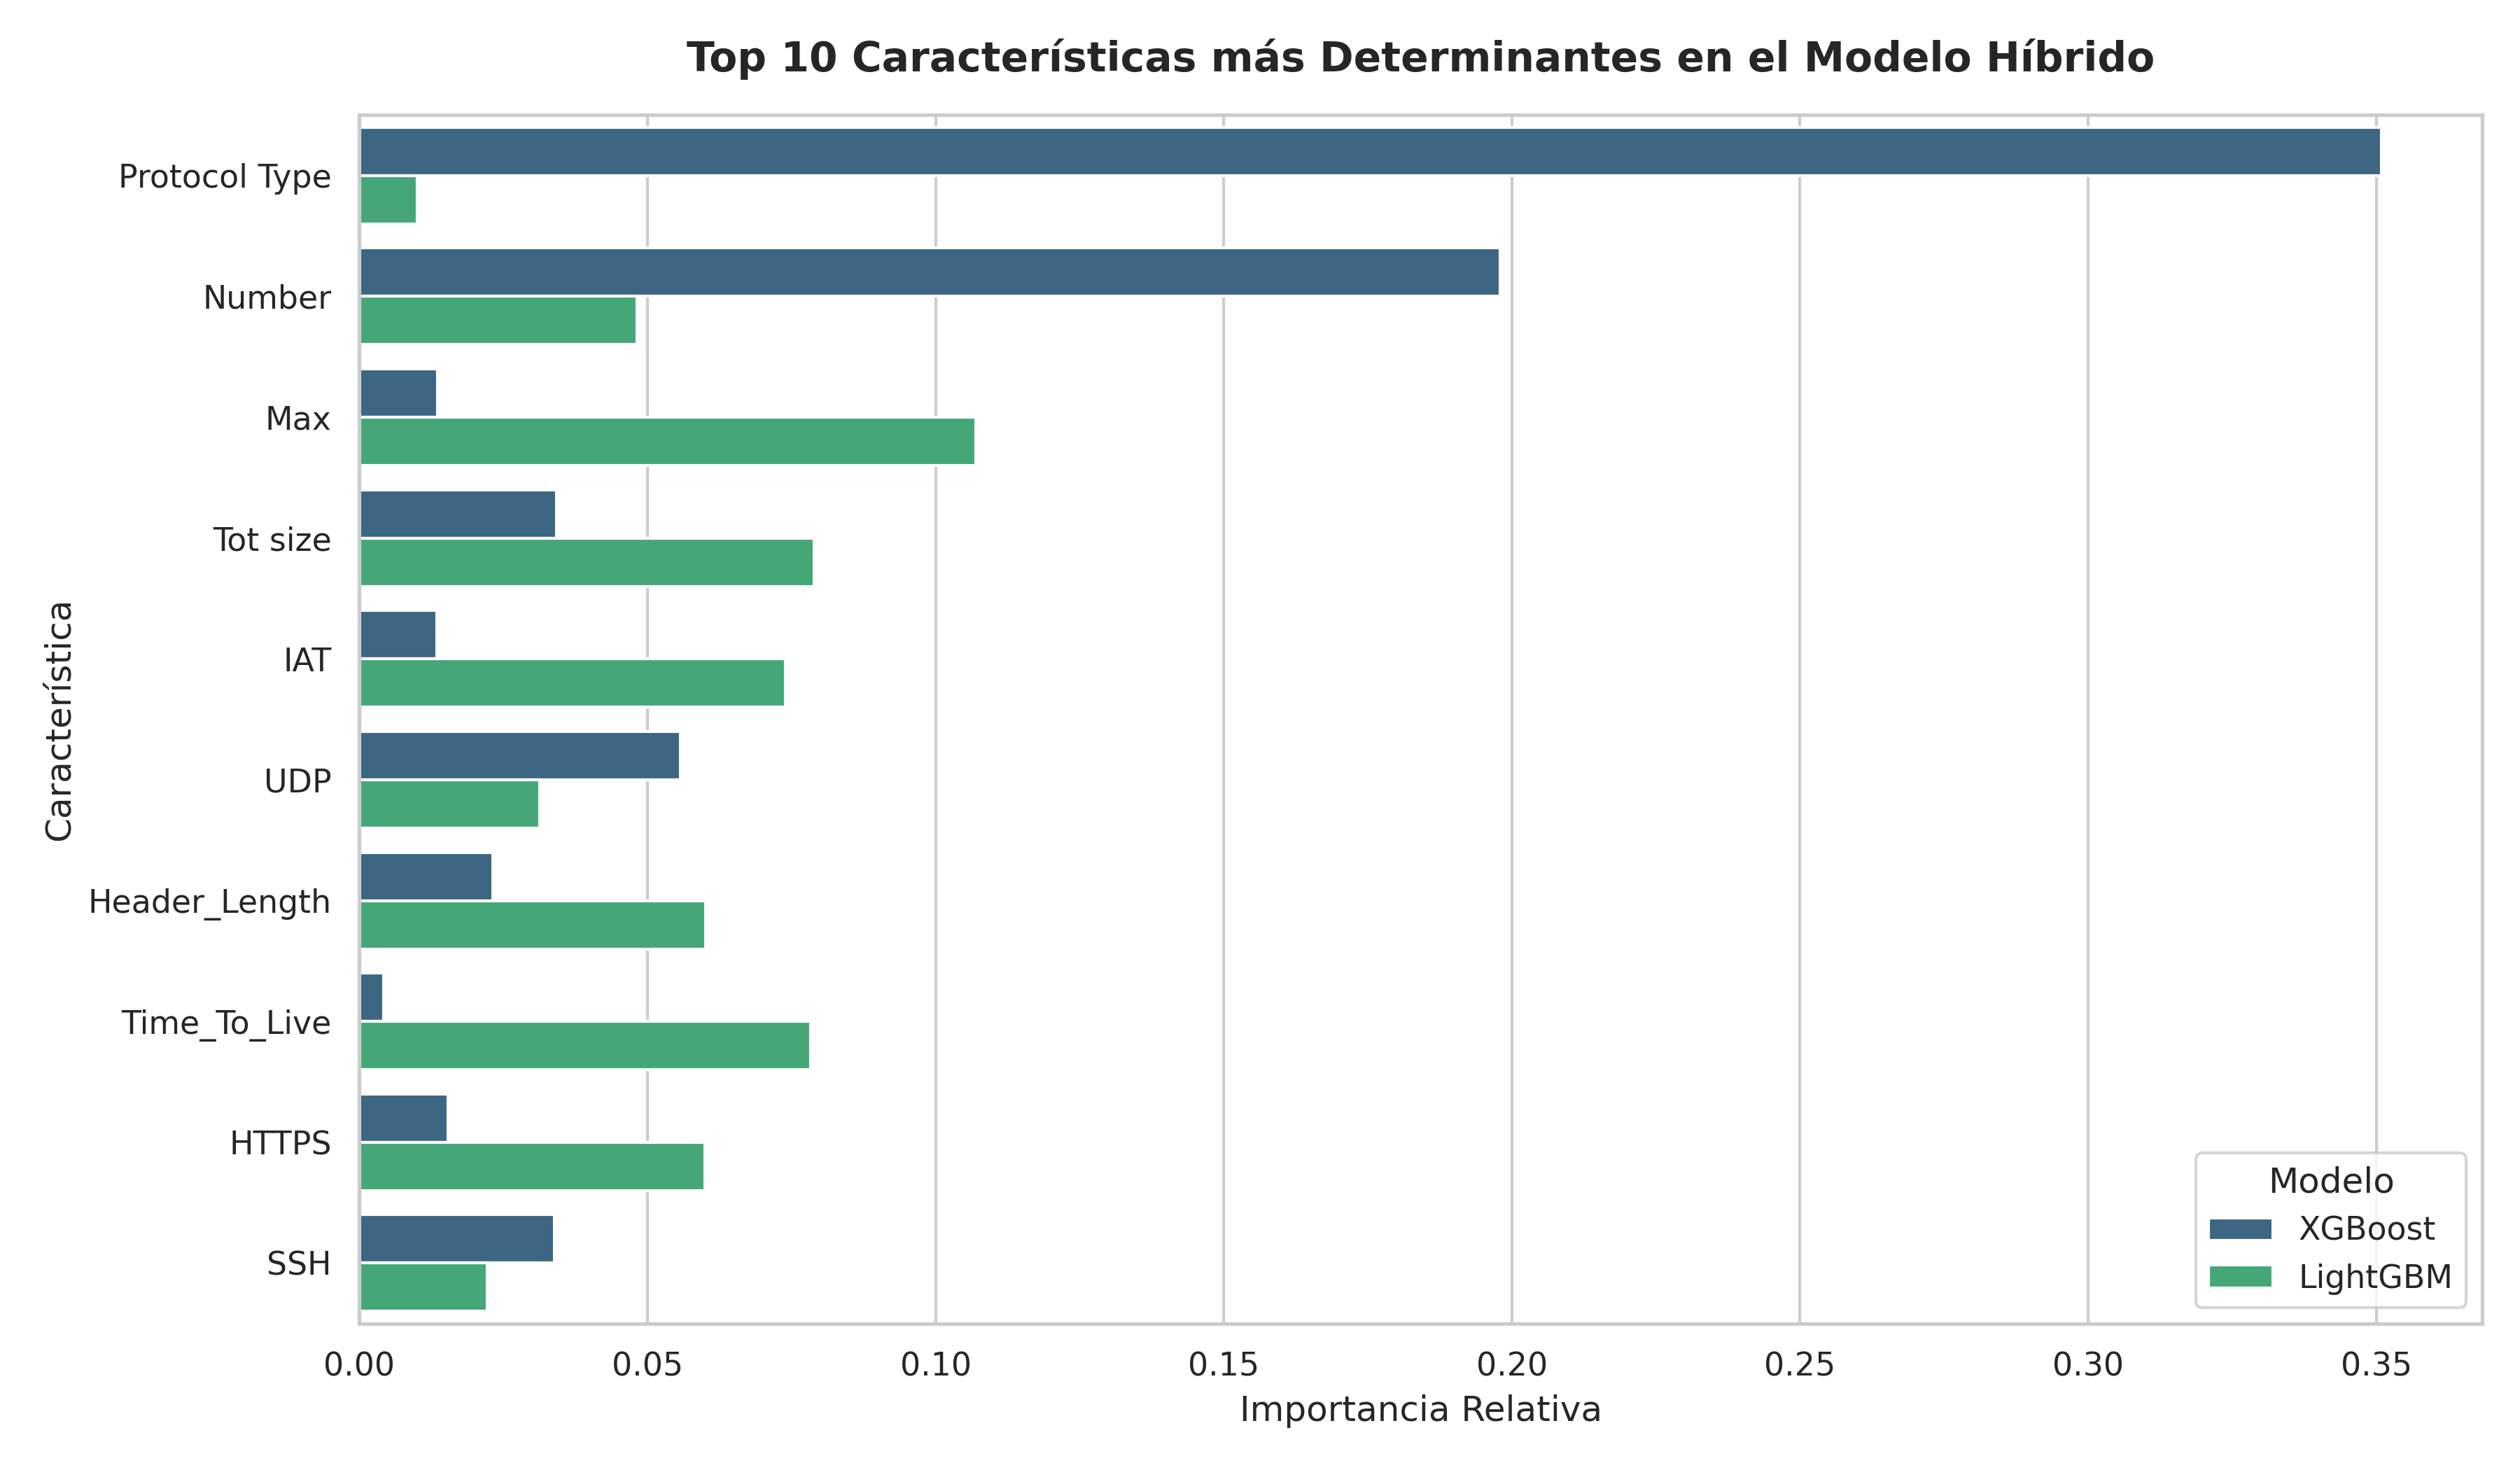 Top 10 Características más Determinantes en el Modelo Híbrido
Característica
Protocol Type
Number
Max
Tot size
IAT
UDP
Header_Length
Time_To_Live
HTTPS
SSH
Modelo
XGBoost
LightGBM
0.00 0.05 0.10 0.15 0.20 0.25 0.30 0.35
Importancia Relativa